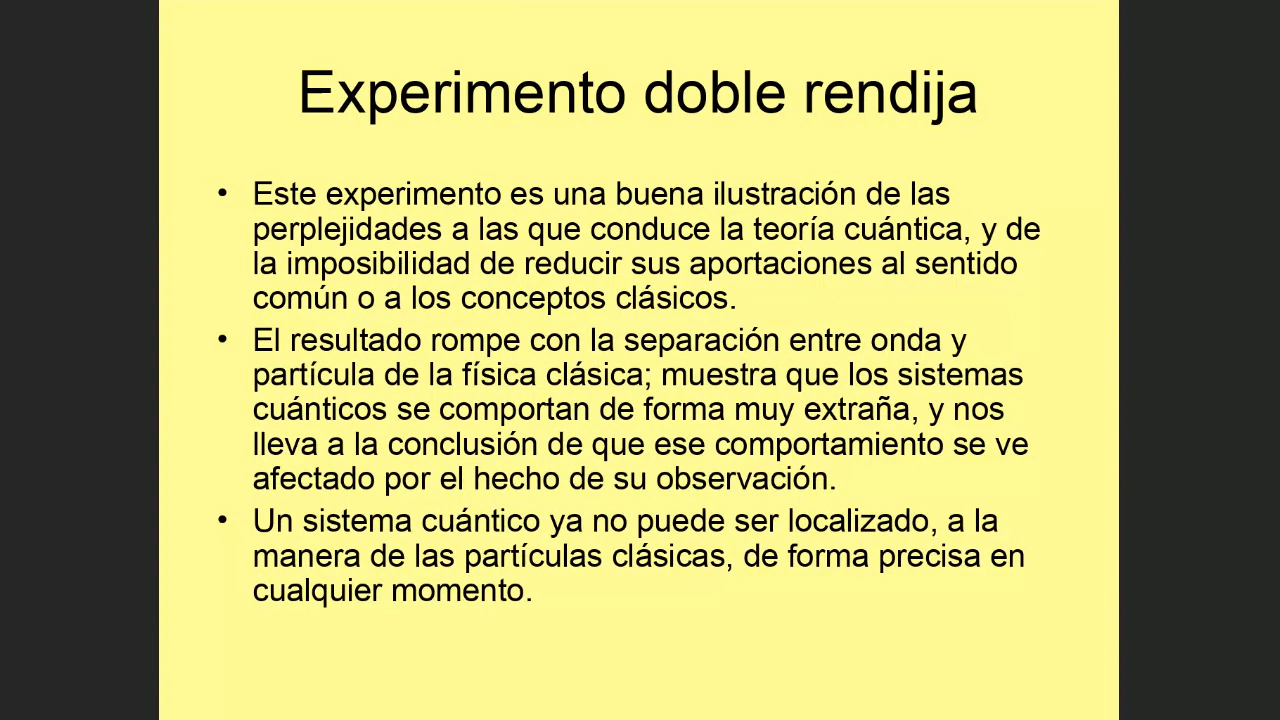 Experimento doble rendija
• Este experimento es una buena ilustración de las
perplejidades a las que conduce la teoría cuántica, y de
la imposibilidad de reducir sus aportaciones al sentido
común o a los conceptos clásicos.
• El resultado rompe con la separación entre onda y
partícula de la física clásica; muestra que los sistemas
cuánticos se comportan de forma muy extraña, y nos
lleva a la conclusión de que ese comportamiento se ve
afectado por el hecho de su observación.
• Un sistema cuántico ya no puede ser localizado, a la
manera de las partículas clásicas, de forma precisa en
cualquier momento.